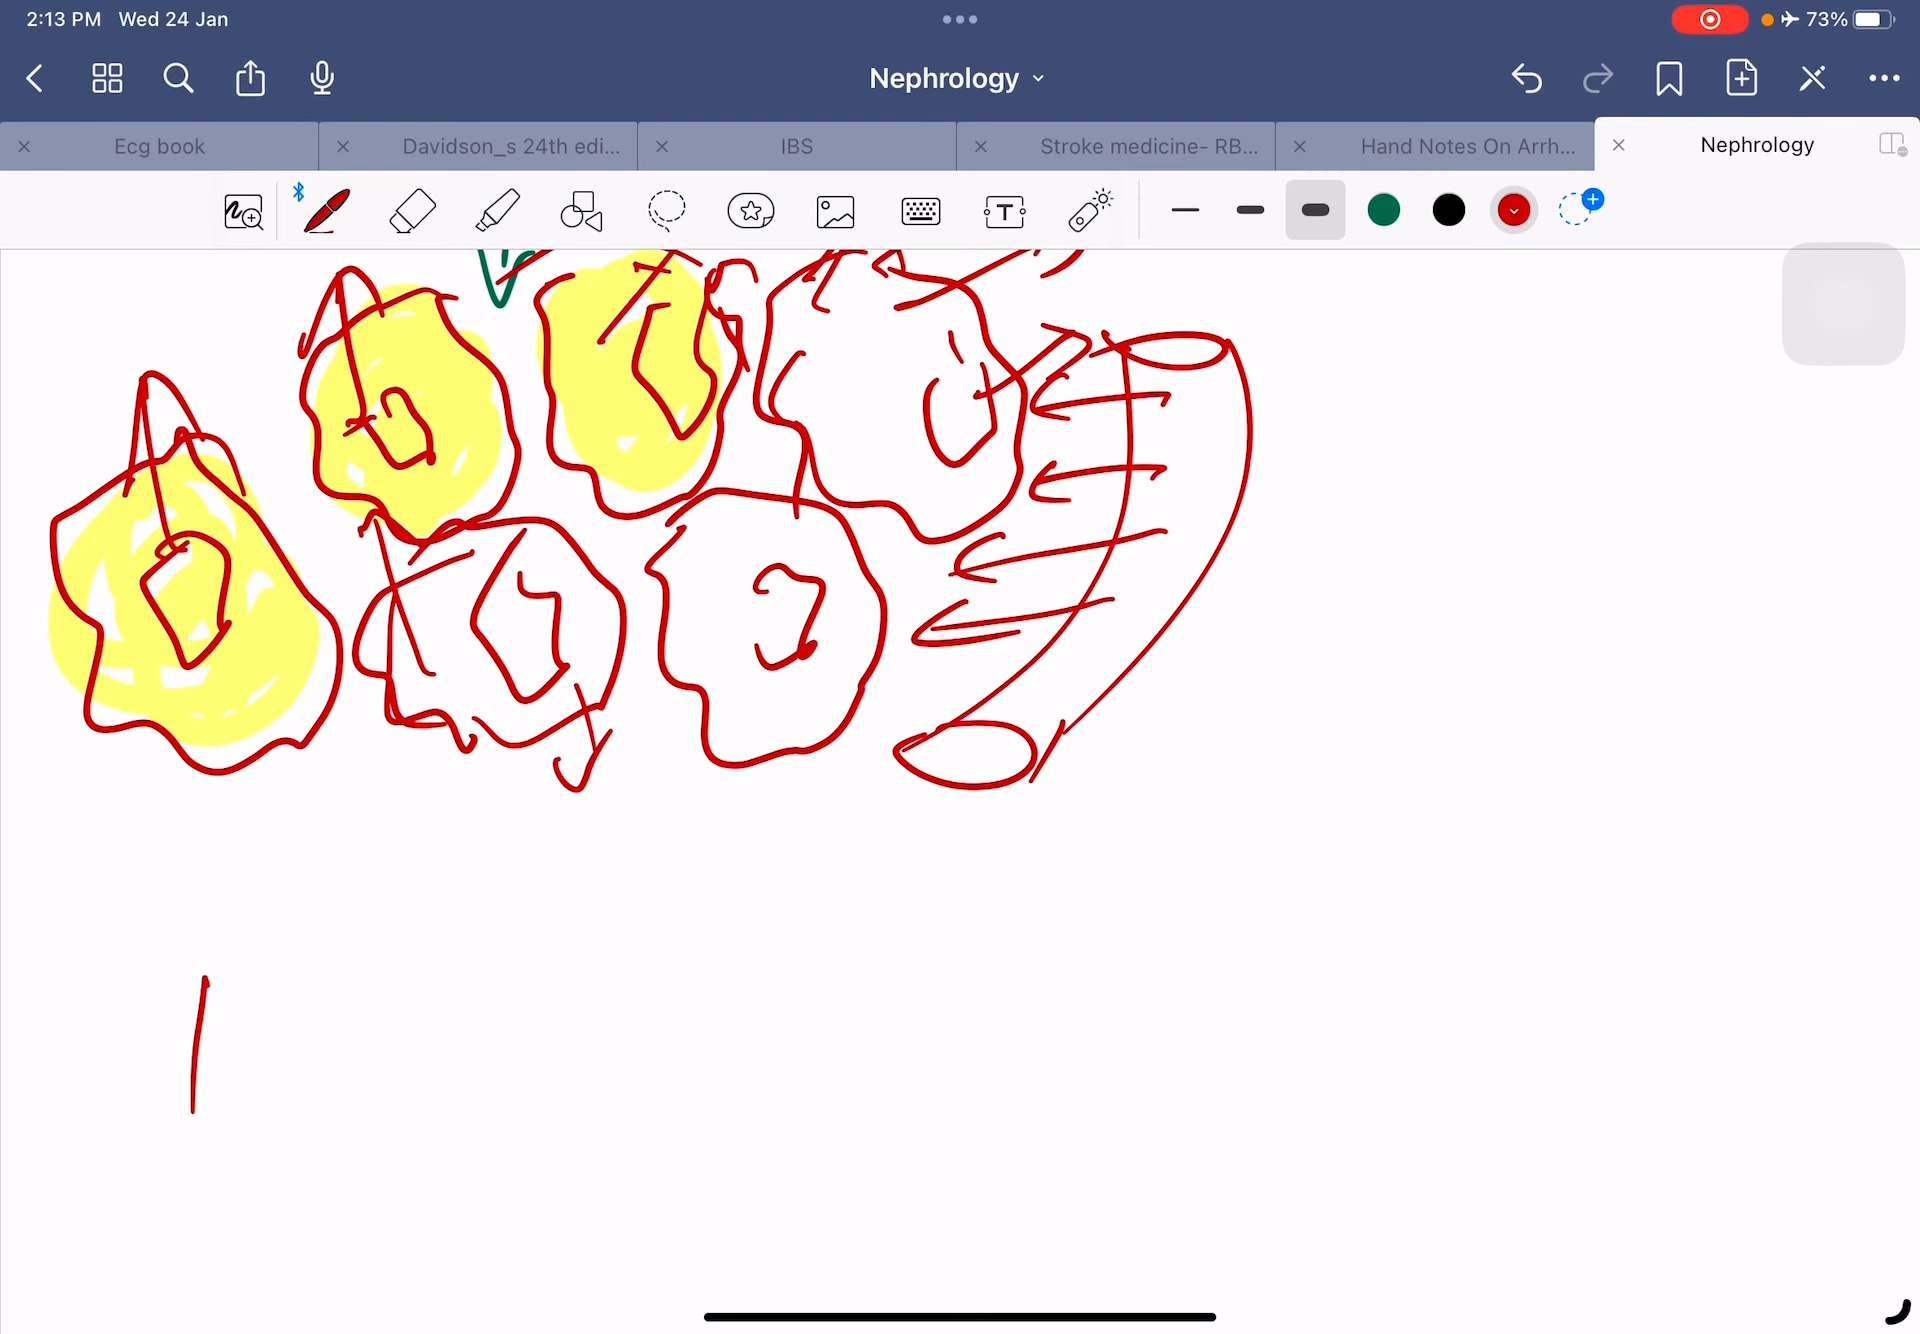 2:13 PM Wed 24 Jan
73%
Nephrology
Ecg book
Davidson_s 24th edi...
IBS
Stroke medicine- RB...
Hand Notes On Arrh...
Nephrology
T